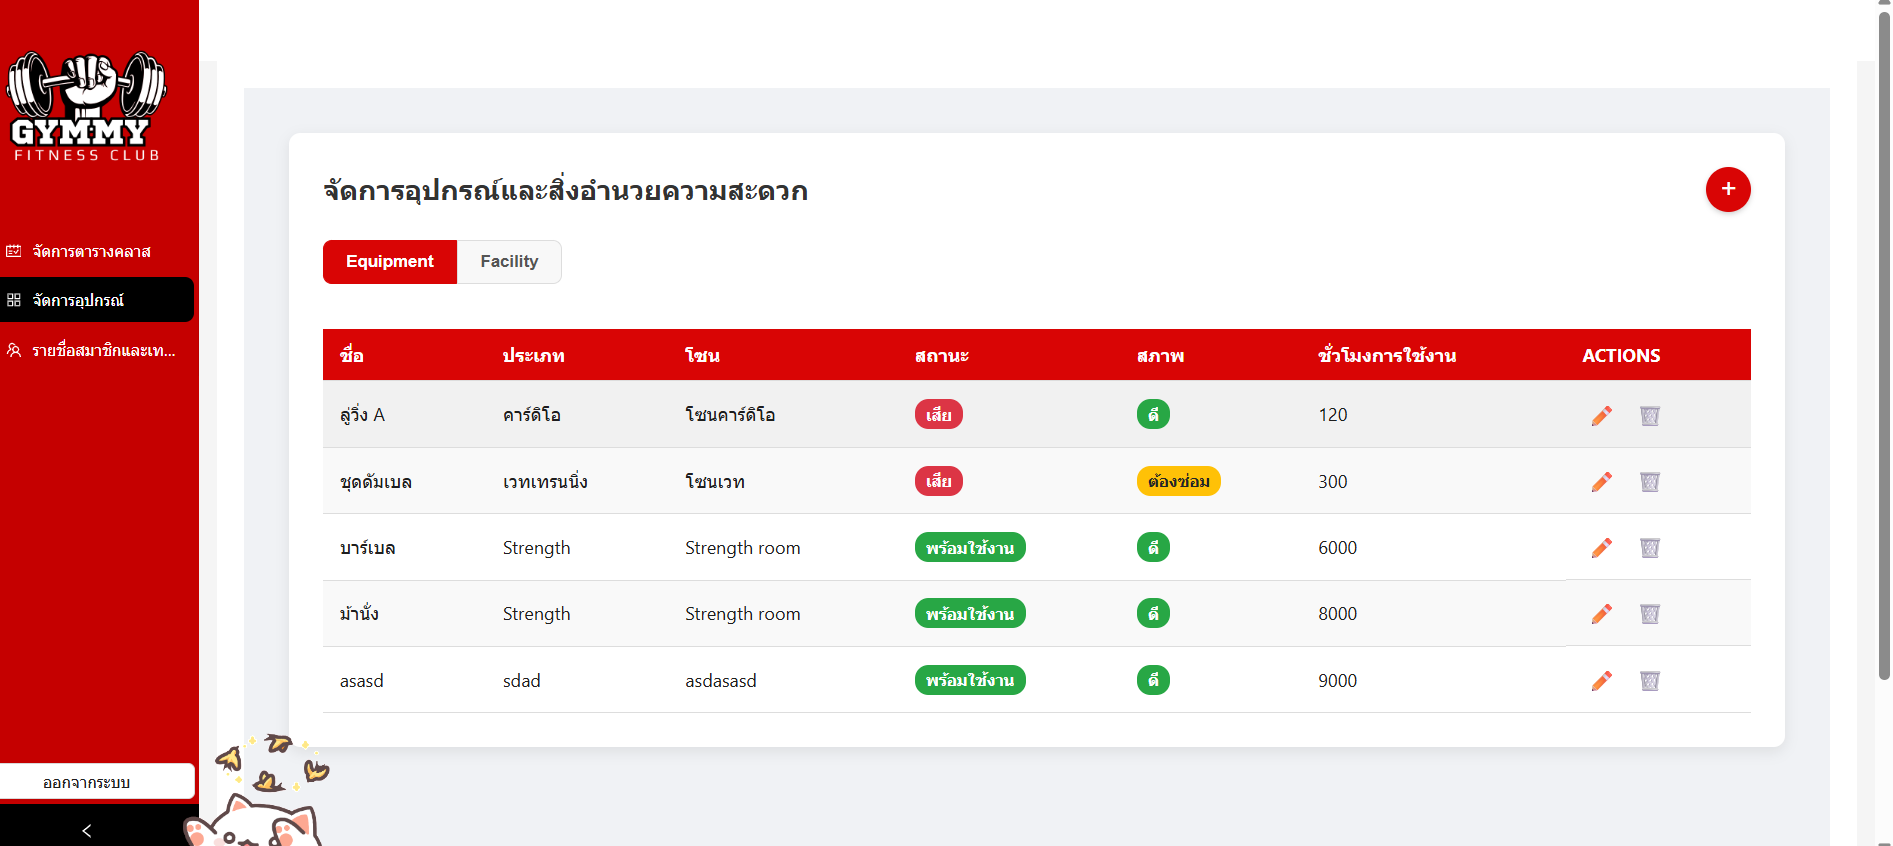 GYMMY
FITNESS CLUB
จัดการตารางคลาส
จัดการอุปกรณ์
รายชื่อสมาชิกและเท...
ออกจากระบบ
จัดการอุปกรณ์และสิ่งอำนวยความสะดวก
+
Equipment Facility
ชื่อ ประเภท โซน สถานะ สภาพ ชั่วโมงการใช้งาน ACTIONS
ลู่วิ่ง A คาร์ดิโอ โซนคาร์ดิโอ เสีย ดี 120
ชุดดัมเบล เวทเทรนนิ่ง โซนเวท เสีย ต้องซ่อม 300
บาร์เบล Strength Strength room พร้อมใช้งาน ดี 6000
ม้านั่ง Strength Strength room พร้อมใช้งาน ดี 8000
asasd sdad asdasasd พร้อมใช้งาน ดี 9000